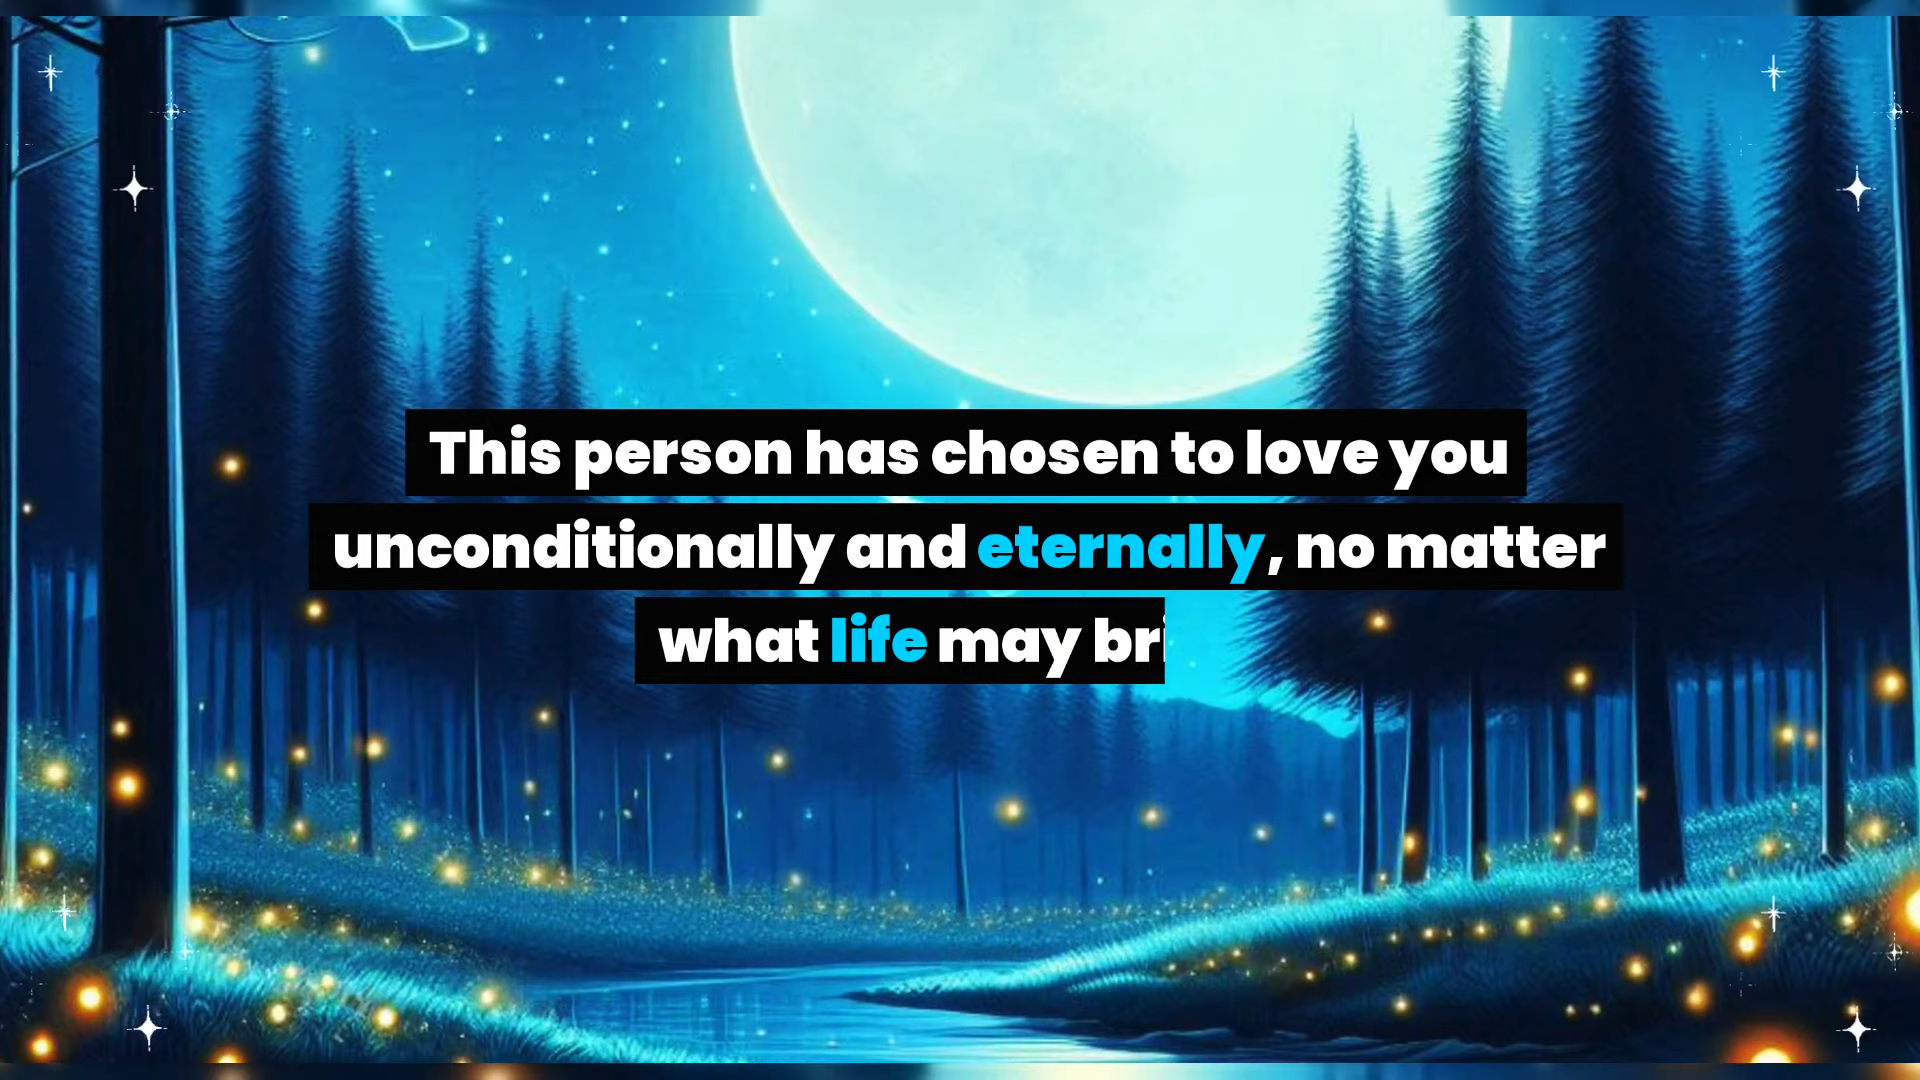 This person has chosen to love you
unconditionally and eternally, no matter
what life may bri